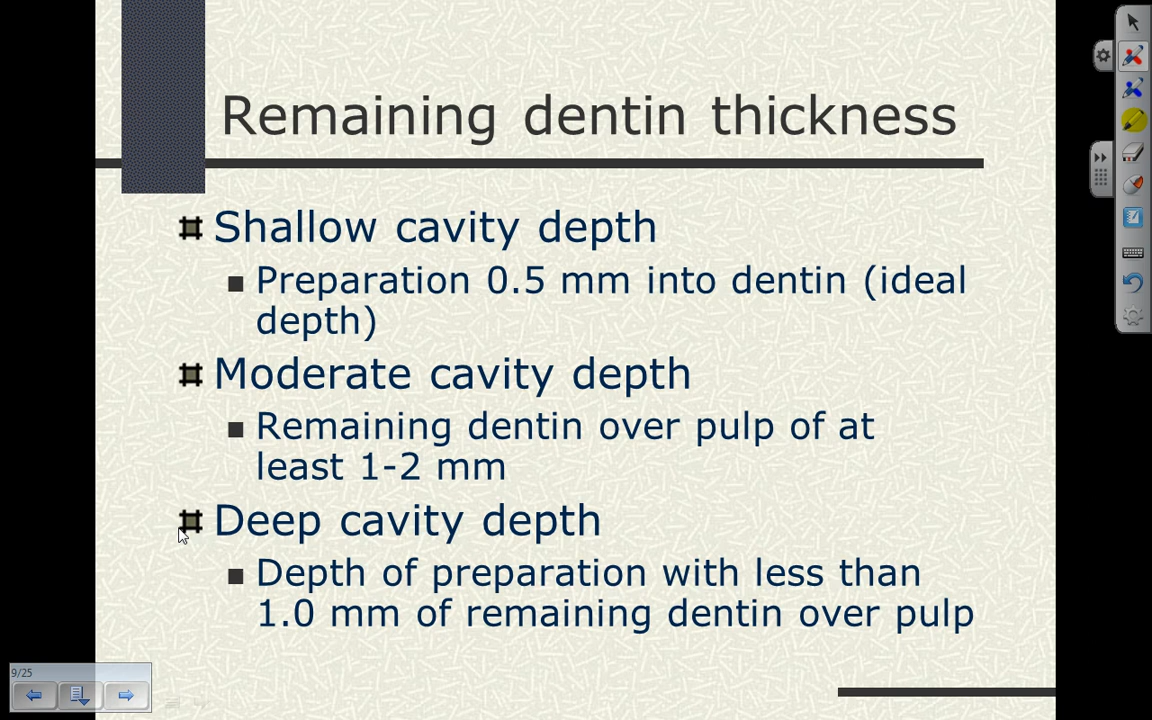 Remaining dentin thickness
Shallow cavity depth
Preparation 0.5 mm into dentin (ideal
depth)
Moderate cavity depth
Remaining dentin over pulp of at
least 1-2 mm
Deep cavity depth
Depth of preparation with less than
1.0 mm of remaining dentin over pulp
9/25